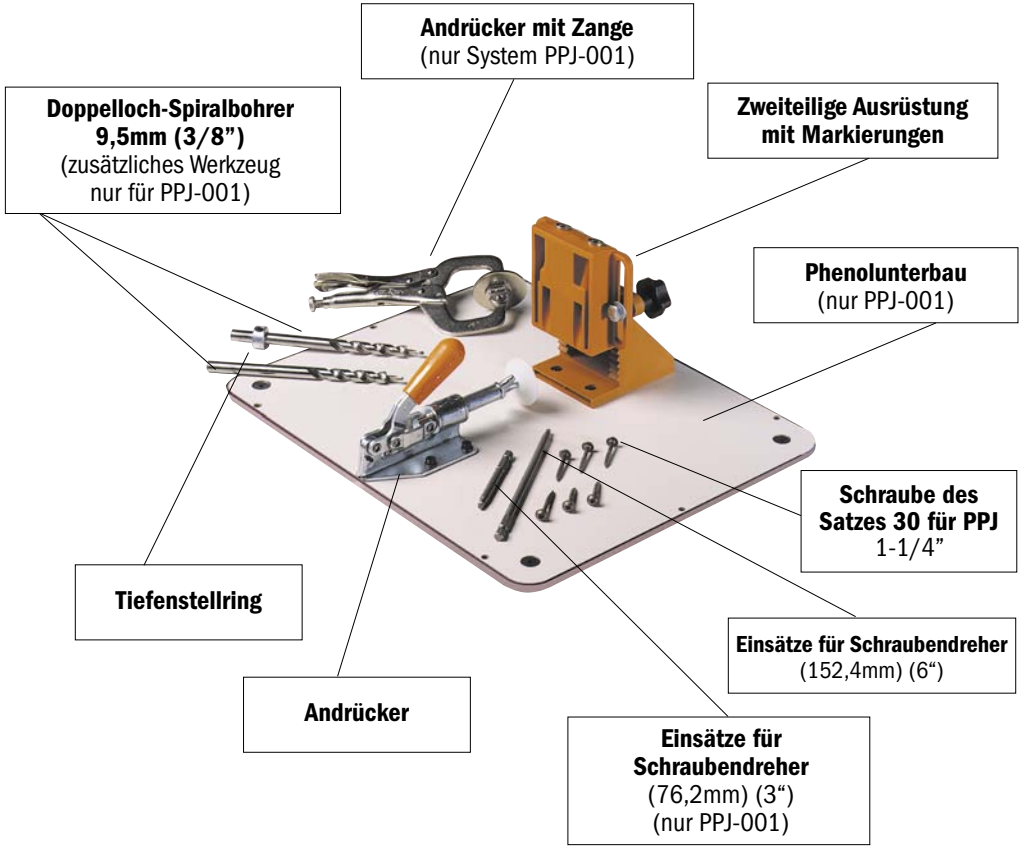 Andrücker mit Zange
(nur System PPJ-001)
Doppelloch-Spiralbohrer
9,5mm (3/8”)
(zusätzliches Werkzeug
nur für PPJ-001)
Zweiteilige Ausrüstung
mit Markierungen
Phenolunterbau
(nur PPJ-001)
Schraube des
Satzes 30 für PPJ
1-1/4”
Tiefenstellring
Einsätze für Schraubendreher
(152,4mm) (6“)
Andrücker
Einsätze für
Schraubendreher
(76,2mm) (3“)
(nur PPJ-001)